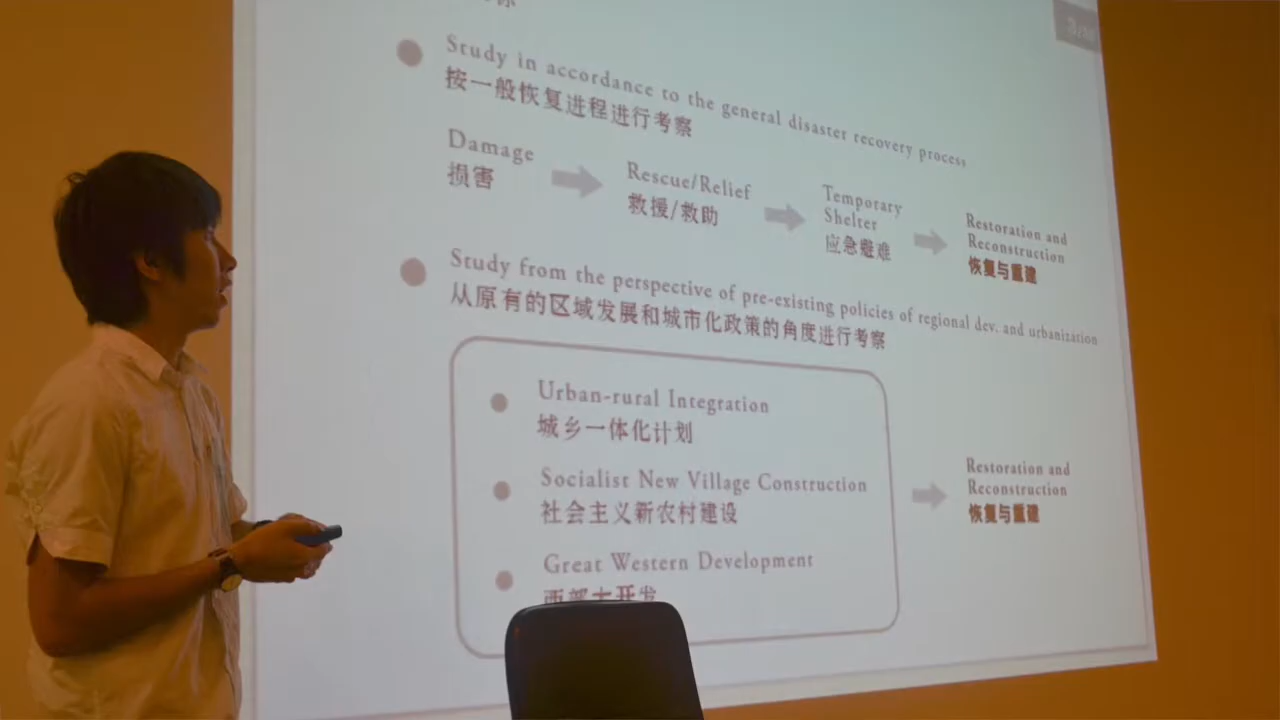 Study in accordance to the general disaster recovery process
按一般恢复进程进行考察
Damage
损害
Rescue/Relief
救援/救助
Temporary
Shelter
应急避难
Restoration and
Reconstruction
恢复与重建
Study from the perspective of pre-existing policies of regional dev. and urbanization
从原有的区域发展和城市化政策的角度进行考察
Urban-rural Integration
城乡一体化计划
Socialist New Village Construction
社会主义新农村建设
Great Western Development
西部大开发
Restoration and
Reconstruction
恢复与重建